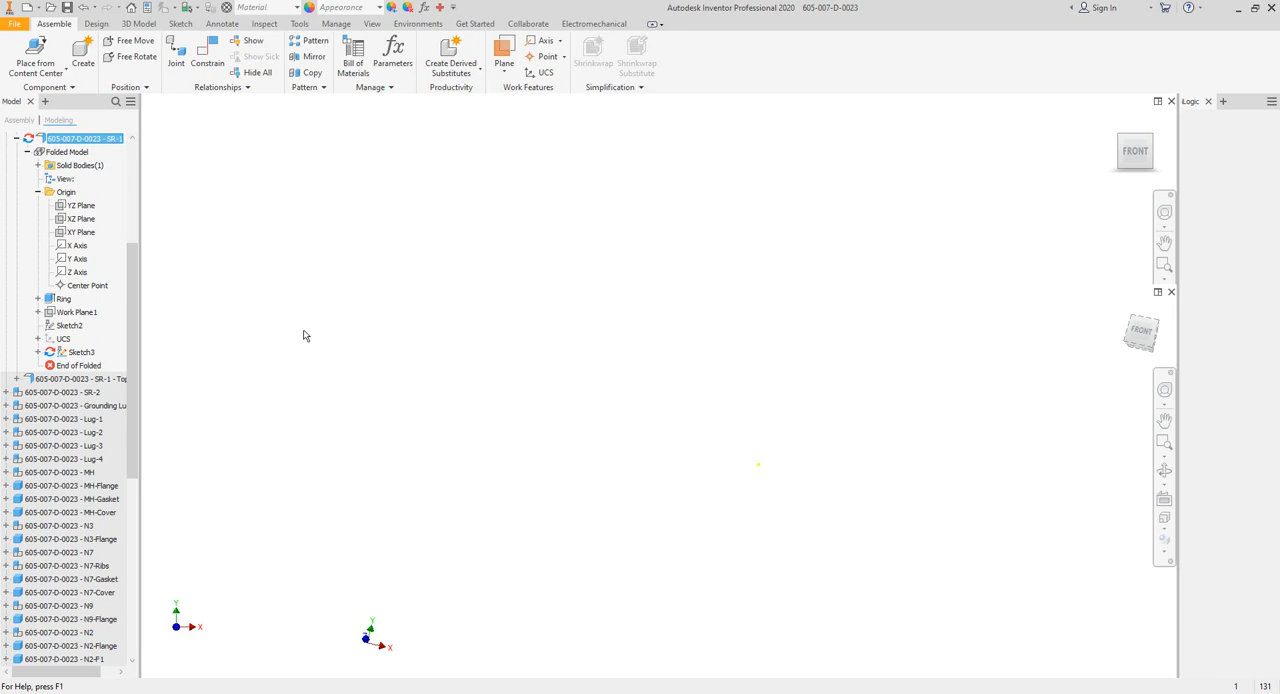 Material
Appearance
Autodesk Inventor Professional 2020 605-007-D-0023
Sign In
File Assemble Design 3D Model Sketch Annotate Inspect Tools Manage View Environments Get Started Collaborate Electromechanical
Place from
Content Center
Create
Free Move
Free Rotate
Joint
Constrain
Show
Show Sick
Hide All
Pattern
Mirror
Copy
Bill of
Materials
Parameters
Create Derived
Substitutes
Plane
Axis
Point
UCS
Shrinkwrap
Shrinkwrap
Substitute
Component Position Relationships Pattern Manage Productivity Work Features Simplification
Model
iLogic
Assembly | Modeling
605-007-D-0023 - SR-1
Folded Model
Solid Bodies(1)
View:
Origin
YZ Plane
XZ Plane
XY Plane
X Axis
Y Axis
Z Axis
Center Point
Ring
Work Plane1
Sketch2
UCS
Sketch3
End of Folded
605-007-D-0023 - SR-1 - Top
605-007-D-0023 - SR-2
605-007-D-0023 - Grounding Lu
605-007-D-0023 - Lug-1
605-007-D-0023 - Lug-2
605-007-D-0023 - Lug-3
605-007-D-0023 - Lug-4
605-007-D-0023 - MH
605-007-D-0023 - MH-Flange
605-007-D-0023 - MH-Gasket
605-007-D-0023 - MH-Cover
605-007-D-0023 - N3
605-007-D-0023 - N3-Flange
605-007-D-0023 - N7
605-007-D-0023 - N7-Ribs
605-007-D-0023 - N7-Gasket
605-007-D-0023 - N7-Cover
605-007-D-0023 - N9
605-007-D-0023 - N9-Flange
605-007-D-0023 - N2
605-007-D-0023 - N2-Flange
605-007-D-0023 - N2-F1
FRONT
FRONT
Y
X
Y
Z
X
For Help, press F1
1 131